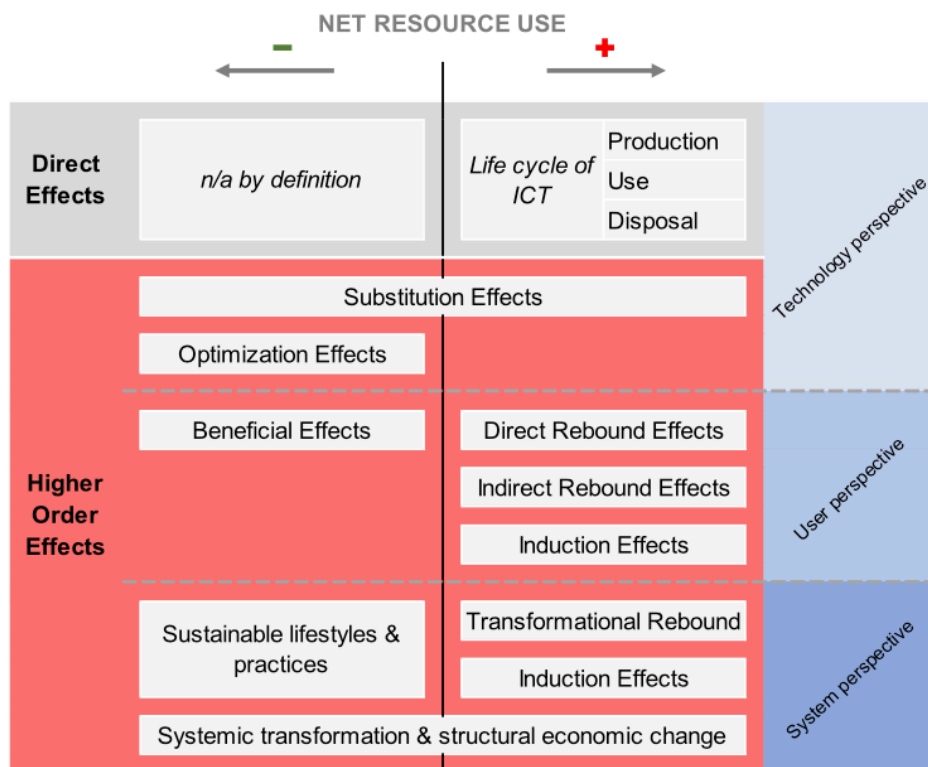 NET RESOURCE USE
− +
Direct
Effects
n/a by definition
Life cycle of
ICT
Production
Use
Disposal
Technology perspective
Higher
Order
Effects
Substitution Effects
Optimization Effects
Beneficial Effects
Direct Rebound Effects
Indirect Rebound Effects
Induction Effects
User perspective
Sustainable lifestyles &
practices
Transformational Rebound
Induction Effects
Systemic transformation & structural economic change
System perspective